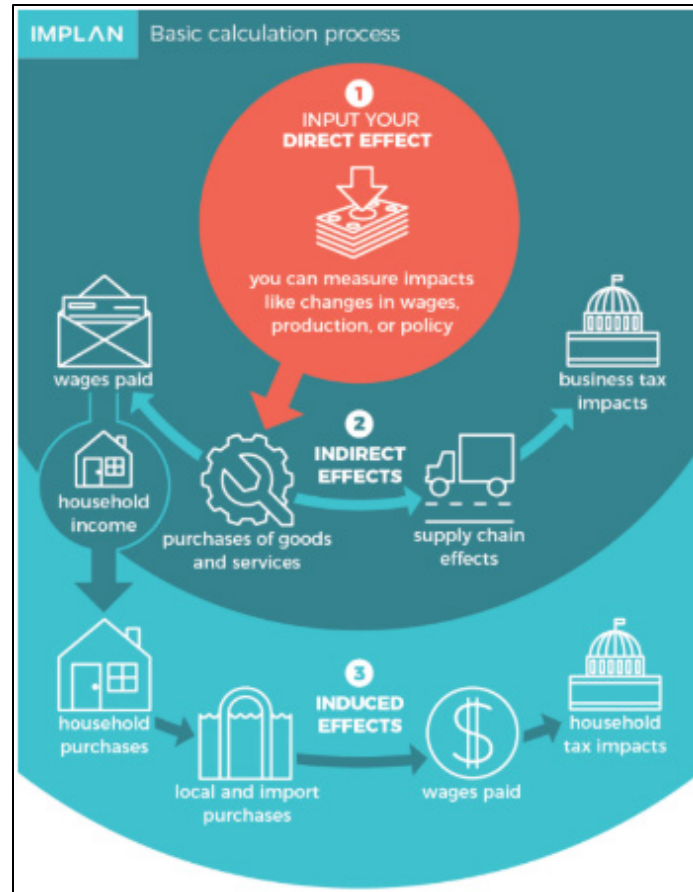 IMPLAN
Basic calculation process
1
INPUT YOUR
DIRECT EFFECT
you can measure impacts
like changes in wages,
production, or policy
wages paid
business tax
impacts
2
INDIRECT
EFFECTS
household
income
purchases of goods
and services
supply chain
effects
3
INDUCED
EFFECTS
household
purchases
local and import
purchases
wages paid
household
tax impacts